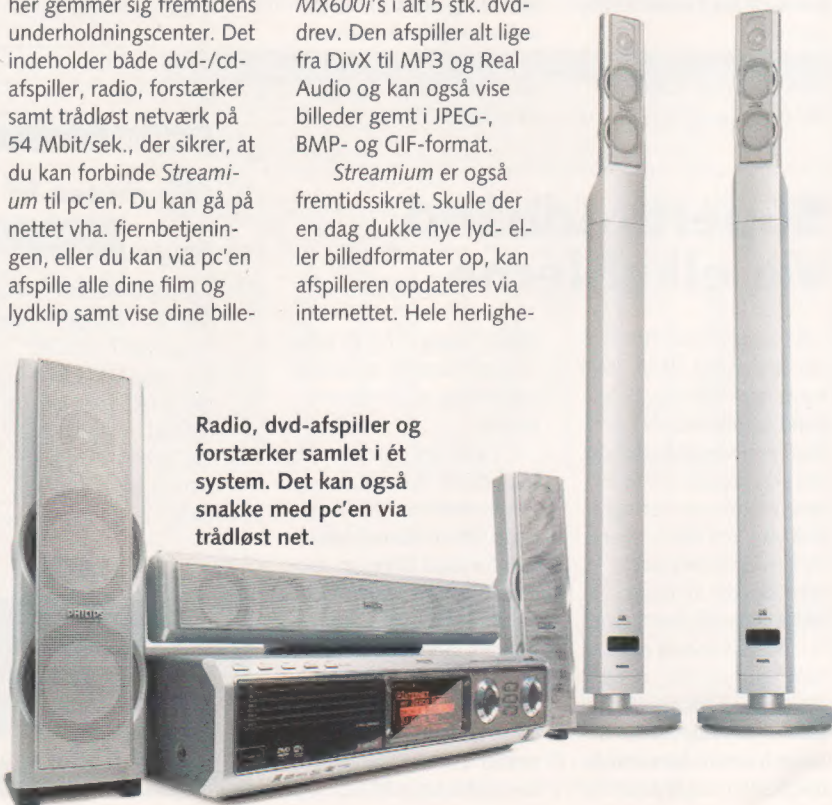 her gemmer sig fremtidens
underholdningscenter. Det
indeholder både dvd-/cd-
afspiller, radio, forstærker
samt trådløst netværk på
54 Mbit/sek., der sikrer, at
du kan forbinde Streami-
um til pc'en. Du kan gå på
nettet vha. fjernbetjenin-
gen, eller du kan via pc'en
afspille alle dine film og
lydklip samt vise dine bille-
MX600i's i alt 5 stk. dvd-
drev. Den afspiller alt lige
fra DivX til MP3 og Real
Audio og kan også vise
billeder gemt i JPEG-,
BMP- og GIF-format.
Streamium er også
fremtidssikret. Skulle der
en dag dukke nye lyd- el-
ler billedformater op, kan
afspilleren opdateres via
internettet. Hele herlighe-
Radio, dvd-afspiller og
forstærker samlet i ét
system. Det kan også
snakke med pc'en via
trådløst net.
PHILIPS